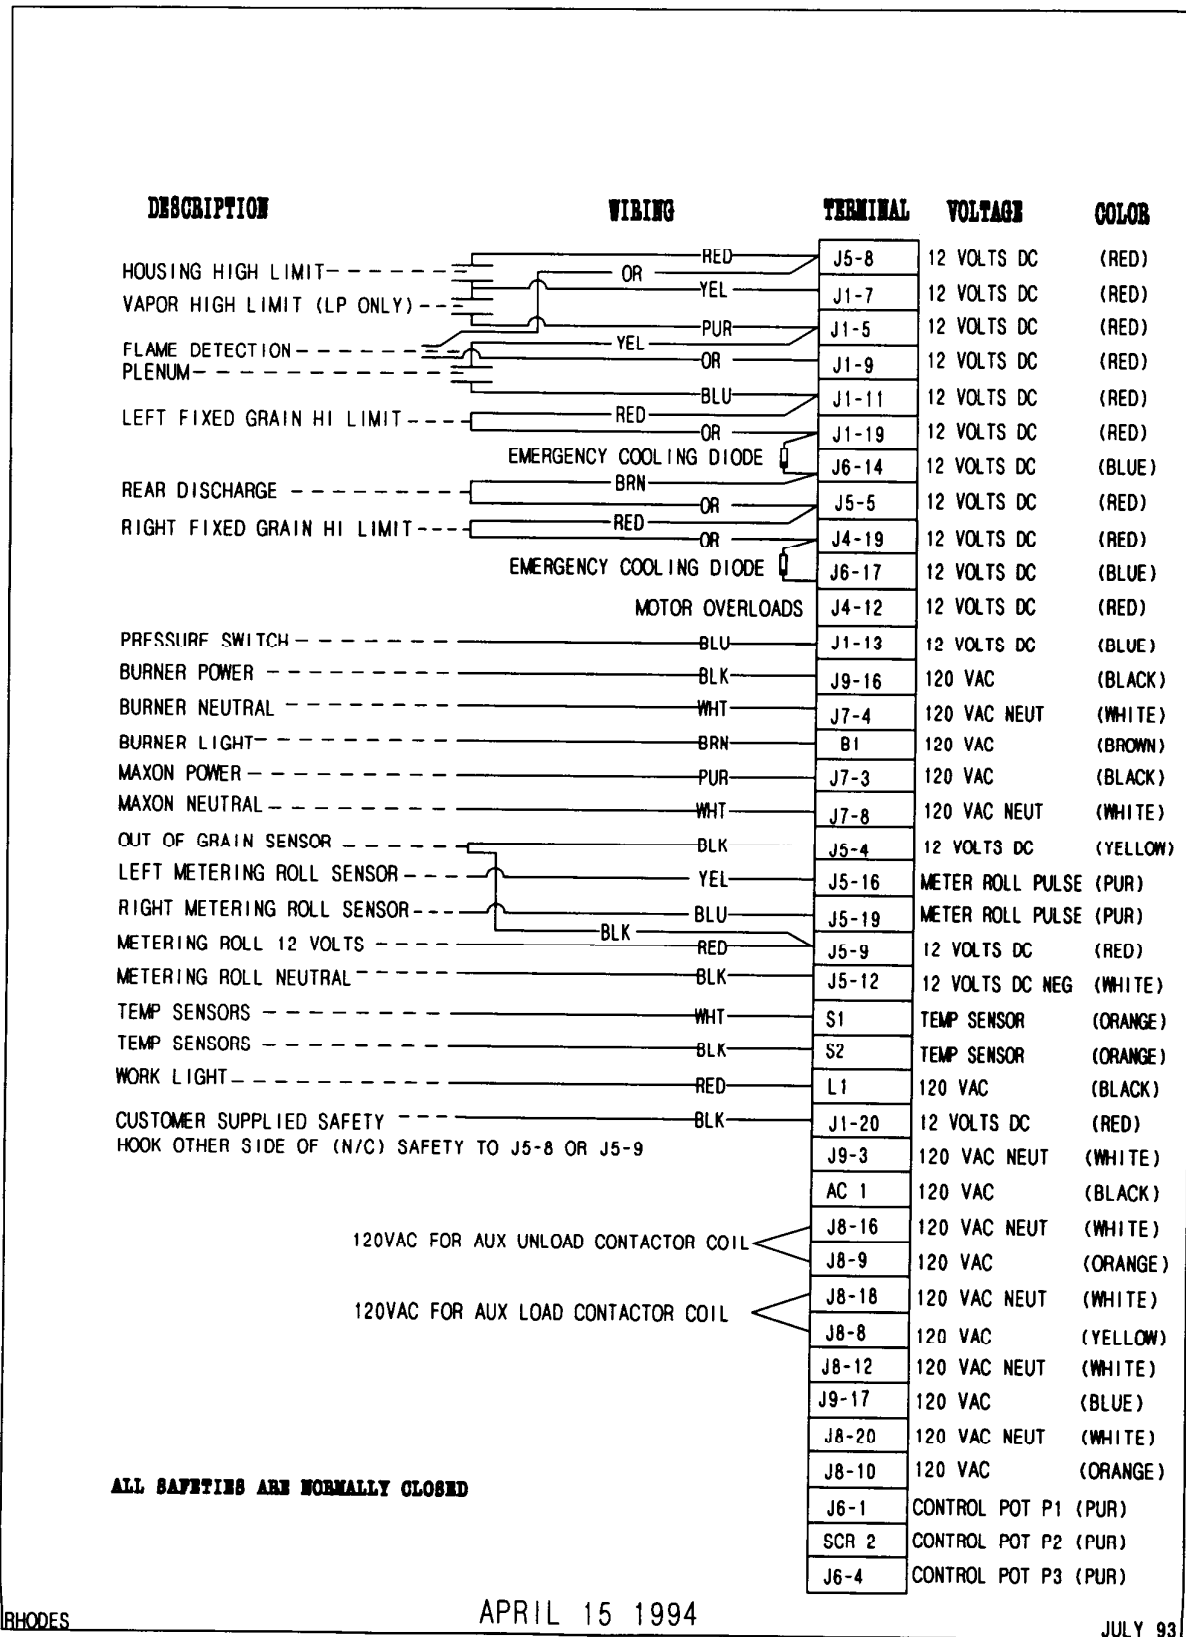 DESCRIPTION WIRING TERMINAL VOLTAGE COLOR
RED J5-8 12 VOLTS DC (RED)
HOUSING HIGH LIMIT OR
YEL J1-7 12 VOLTS DC (RED)
VAPOR HIGH LIMIT (LP ONLY)
PUR J1-5 12 VOLTS DC (RED)
FLAME DETECTION YEL
OR J1-9 12 VOLTS DC (RED)
PLENUM
BLU J1-11 12 VOLTS DC (RED)
LEFT FIXED GRAIN HI LIMIT RED
OR J1-19 12 VOLTS DC (RED)
EMERGENCY COOLING DIODE
J6-14 12 VOLTS DC (BLUE)
REAR DISCHARGE BRN
OR J5-5 12 VOLTS DC (RED)
RIGHT FIXED GRAIN HI LIMIT RED
OR J4-19 12 VOLTS DC (RED)
EMERGENCY COOLING DIODE J6-17 12 VOLTS DC (BLUE)
MOTOR OVERLOADS J4-12 12 VOLTS DC (RED)
PRESSURE SWITCH BLU J1-13 12 VOLTS DC (BLUE)
BURNER POWER BLK J9-16 120 VAC (BLACK)
BURNER NEUTRAL WHT J7-4 120 VAC NEUT (WHITE)
BURNER LIGHT BRN B1 120 VAC (BROWN)
MAXON POWER PUR J7-3 120 VAC (BLACK)
MAXON NEUTRAL WHT J7-8 120 VAC NEUT (WHITE)
OUT OF GRAIN SENSOR BLK J5-4 12 VOLTS DC (YELLOW)
LEFT METERING ROLL SENSOR YEL J5-16 METER ROLL PULSE (PUR)
RIGHT METERING ROLL SENSOR BLU J5-19 METER ROLL PULSE (PUR)
BLK
METERING ROLL 12 VOLTS RED J5-9 12 VOLTS DC (RED)
METERING ROLL NEUTRAL BLK J5-12 12 VOLTS DC NEG (WHITE)
TEMP SENSORS WHT S1 TEMP SENSOR (ORANGE)
TEMP SENSORS BLK S2 TEMP SENSOR (ORANGE)
WORK LIGHT RED L1 120 VAC (BLACK)
CUSTOMER SUPPLIED SAFETY BLK J1-20 12 VOLTS DC (RED)
HOOK OTHER SIDE OF (N/C) SAFETY TO J5-8 OR J5-9
J9-3 120 VAC NEUT (WHITE)
AC 1 120 VAC (BLACK)
J8-16 120 VAC NEUT (WHITE)
120VAC FOR AUX UNLOAD CONTACTOR COIL
J8-9 120 VAC (ORANGE)
J8-18 120 VAC NEUT (WHITE)
120VAC FOR AUX LOAD CONTACTOR COIL
J8-8 120 VAC (YELLOW)
J8-12 120 VAC NEUT (WHITE)
J9-17 120 VAC (BLUE)
J8-20 120 VAC NEUT (WHITE)
J8-10 120 VAC (ORANGE)
ALL SAFETIES ARE NORMALLY CLOSED
J6-1 CONTROL POT P1 (PUR)
SCR 2 CONTROL POT P2 (PUR)
J6-4 CONTROL POT P3 (PUR)
RHODES APRIL 15 1994 JULY 93